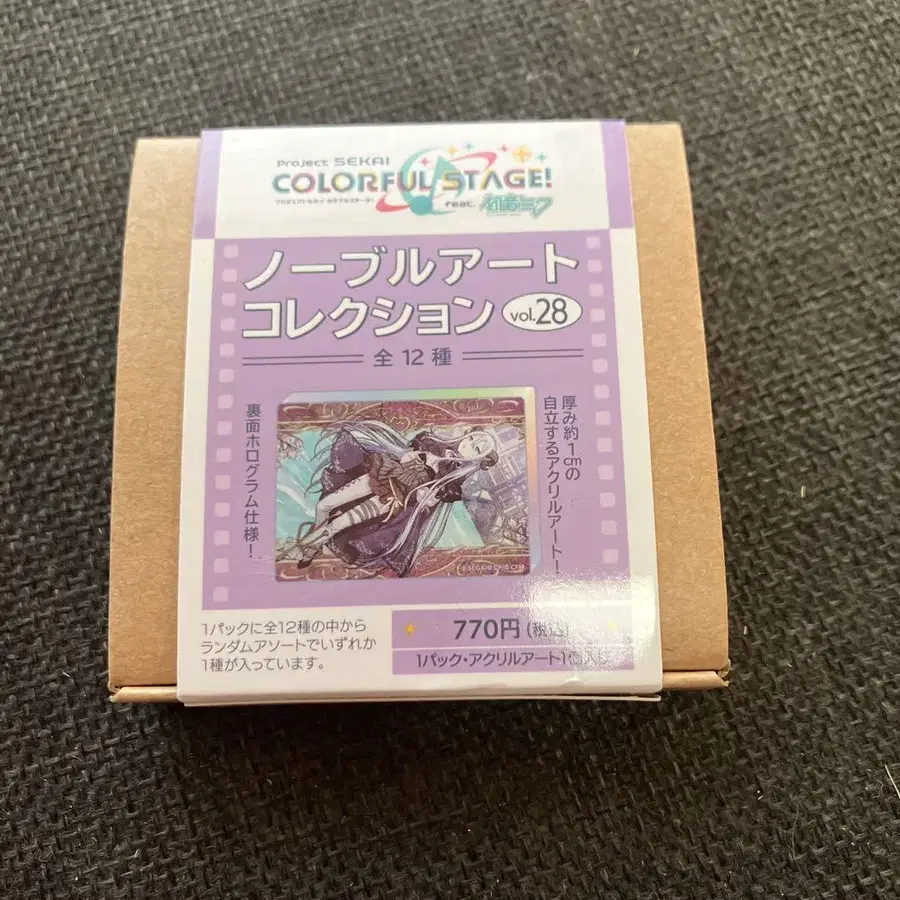 Project SEKAI
COLORFUL STAGE!
プロジェクトセカイ カラフルステージ!
feat. 初音ミク
ノーブルアート
コレクション vol.28
全12種
裏面ホログラム仕様!
厚み約1cmの
自立するアクリルアート!
©SEGA/© CP/© CFM
1パックに全12種の中から
ランダムアソートでいずれか
1種が入っています。
770円(税込)
1パック・アクリルアート1個入り